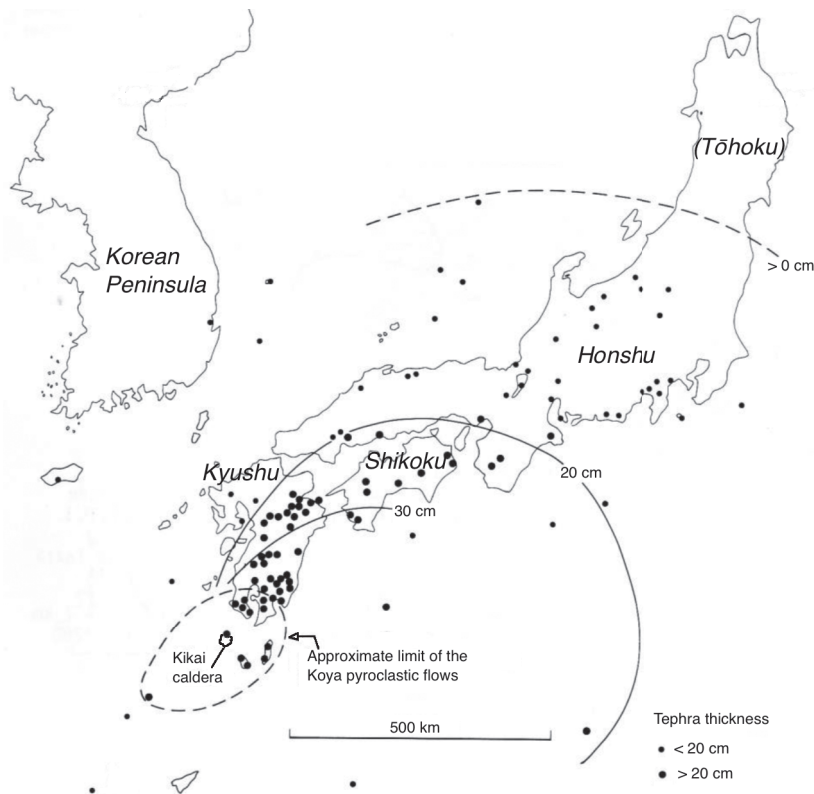 (Tōhoku)
Korean
Peninsula
> 0 cm
Honshu
Kyushu
Shikoku
20 cm
30 cm
Kikai
caldera
Approximate limit of the
Koya pyroclastic flows
500 km
Tephra thickness
< 20 cm
> 20 cm